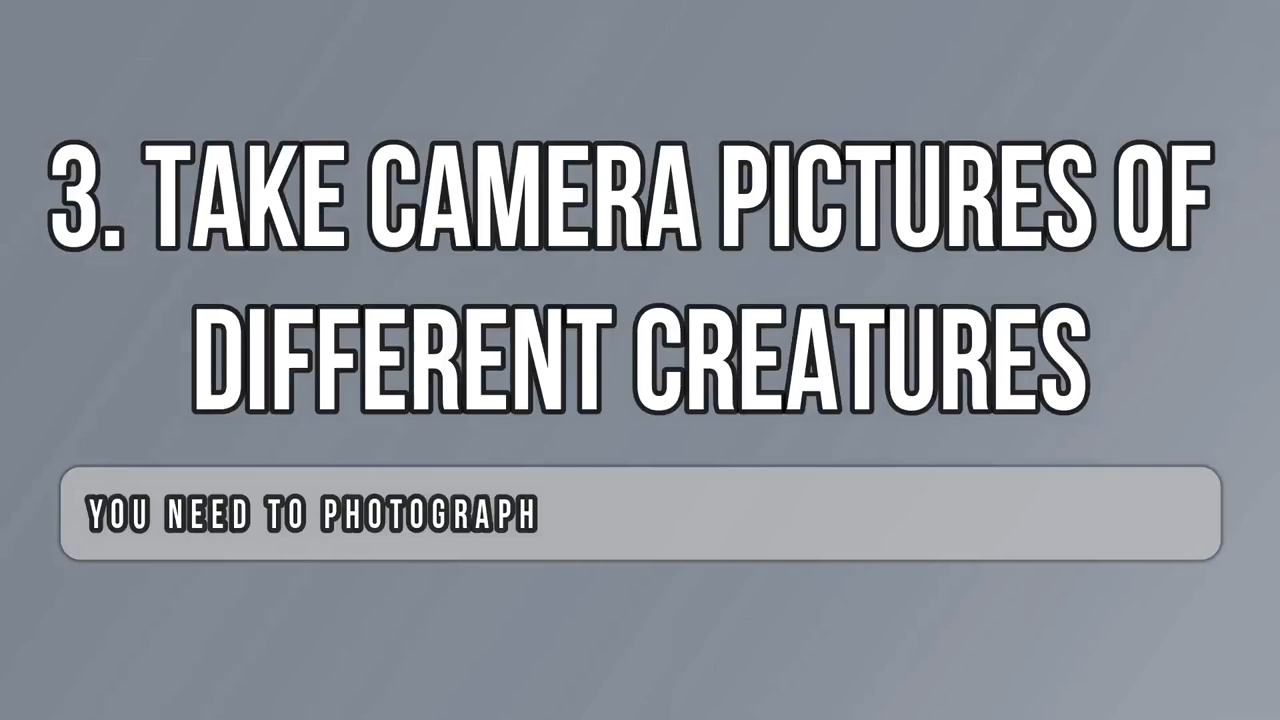 3. TAKE CAMERA PICTURES OF
DIFFERENT CREATURES
YOU NEED TO PHOTOGRAPH